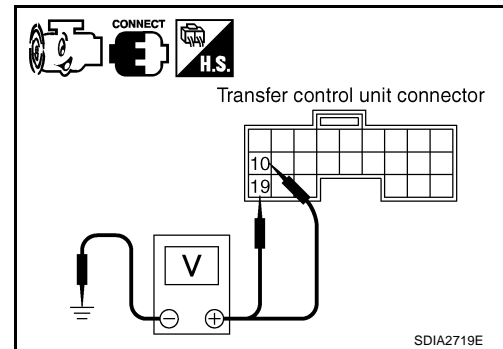 CONNECT
H.S.
Transfer control unit connector
10
19
V
− +
SDIA2719E